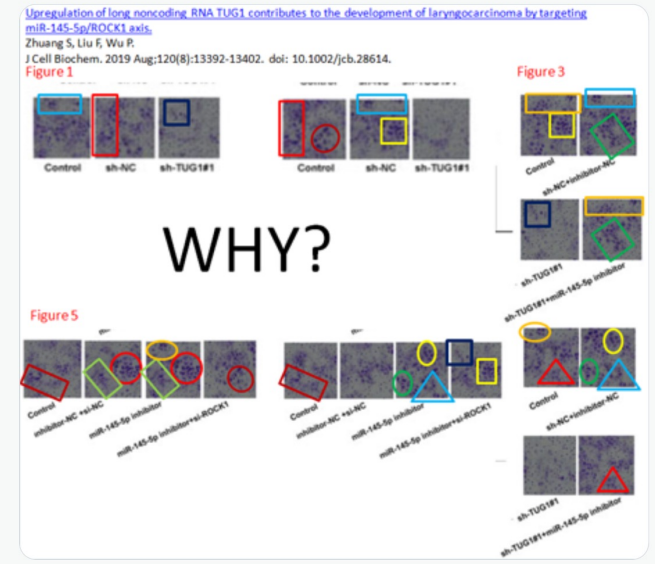 Upregulation of long noncoding RNA TUG1 contributes to the development of laryngocarcinoma by targeting
miR-145-5p/ROCK1 axis.
Zhuang S, Liu F, Wu P.
J Cell Biochem. 2019 Aug;120(8):13392-13402. doi: 10.1002/jcb.28614.
Figure 1
Figure 3
Control sh-NC sh-TUG1#1
Control sh-NC sh-TUG1#1
Control
sh-NC+inhibitor-NC
WHY?
sh-TUG1#1
sh-TUG1#1+miR-145-5p inhibitor
Figure 5
Control
inhibitor-NC +si-NC
miR-145-5p inhibitor
miR-145-5p inhibitor+si-ROCK1
Control
inhibitor-NC +si-NC
miR-145-5p inhibitor
miR-145-5p inhibitor+si-ROCK1
Control
sh-NC+inhibitor-NC
sh-TUG1#1
sh-TUG1#1+miR-145-5p inhibitor